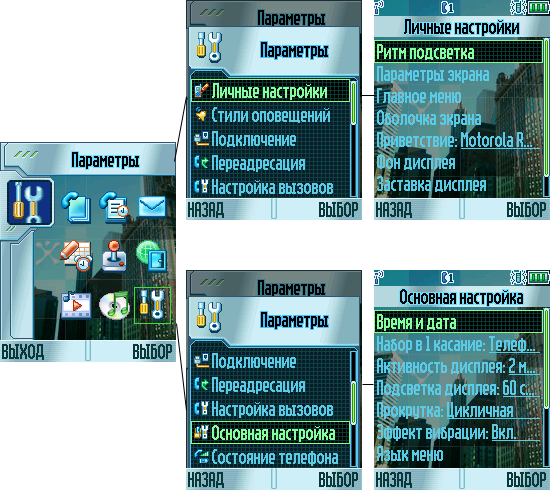 Параметры
ВЫХОД
ВЫБОР
Параметры
Параметры
Личные настройки
Стили оповещений
Подключение
Переадресация
Настройка вызовов
НАЗАД
ВЫБОР
1
Личные настройки
Ритм подсветка
Параметры экрана
Главное меню
Оболочка экрана
Приветствие: Motorola R...
Фон дисплея
Заставка дисплея
НАЗАД
ВЫБОР
Параметры
Параметры
Подключение
Переадресация
Настройка вызовов
Основная настройка
Состояние телефона
НАЗАД
ВЫБОР
1
Основная настройка
Время и дата
Набор в 1 касание: Телеф...
Активность дисплея: 2 м...
Подсветка дисплея: 60 с...
Прокрутка: Цикличная
Эффект вибрации: Вкл.
Язык меню
НАЗАД
ВЫБОР